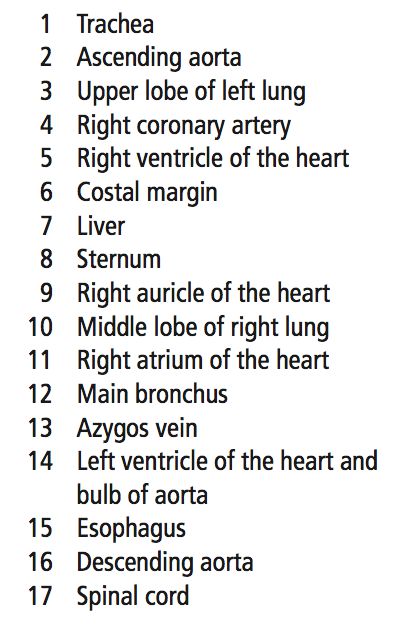 1 Trachea
2 Ascending aorta
3 Upper lobe of left lung
4 Right coronary artery
5 Right ventricle of the heart
6 Costal margin
7 Liver
8 Sternum
9 Right auricle of the heart
10 Middle lobe of right lung
11 Right atrium of the heart
12 Main bronchus
13 Azygos vein
14 Left ventricle of the heart and
bulb of aorta
15 Esophagus
16 Descending aorta
17 Spinal cord